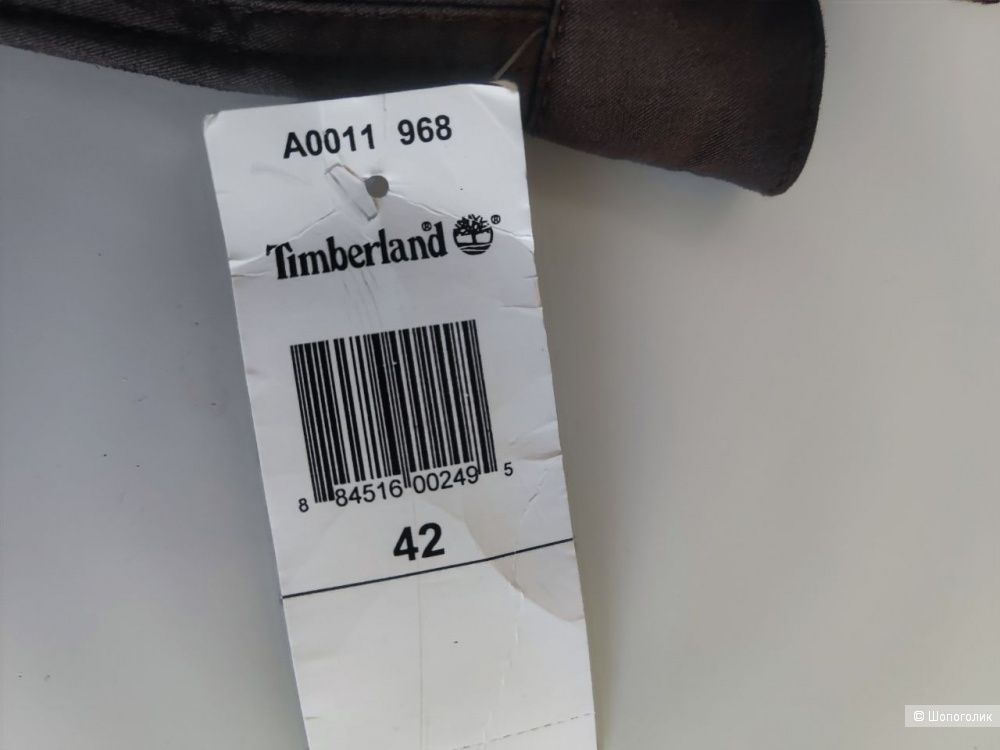 A0011 968
Timberland®®
8 84516 00249 5
42
© Шопоголик